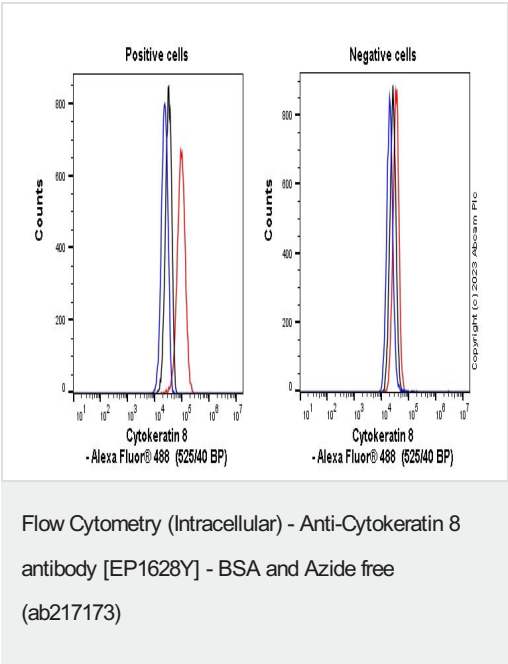 Positive cells
Negative cells
Counts
800
600
400
200
0
10^1 10^2 10^3 10^4 10^5 10^6 10^7
Cytokeratin 8
- Alexa Fluor® 488 (525/40 BP)
Counts
800
600
400
200
0
10^1 10^2 10^3 10^4 10^5 10^6 10^7
Cytokeratin 8
- Alexa Fluor® 488 (525/40 BP)
Copyright (c) 2023 Abcam Plc
Flow Cytometry (Intracellular) - Anti-Cytokeratin 8
antibody [EP1628Y] - BSA and Azide free
(ab217173)